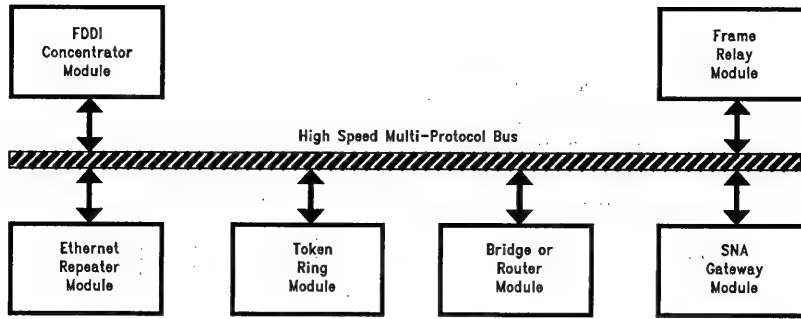 FDDI
Concentrator
Module
Frame
Relay
Module
High Speed Multi-Protocol Bus
Ethernet
Repeater
Module
Token
Ring
Module
Bridge or
Router
Module
SNA
Gateway
Module